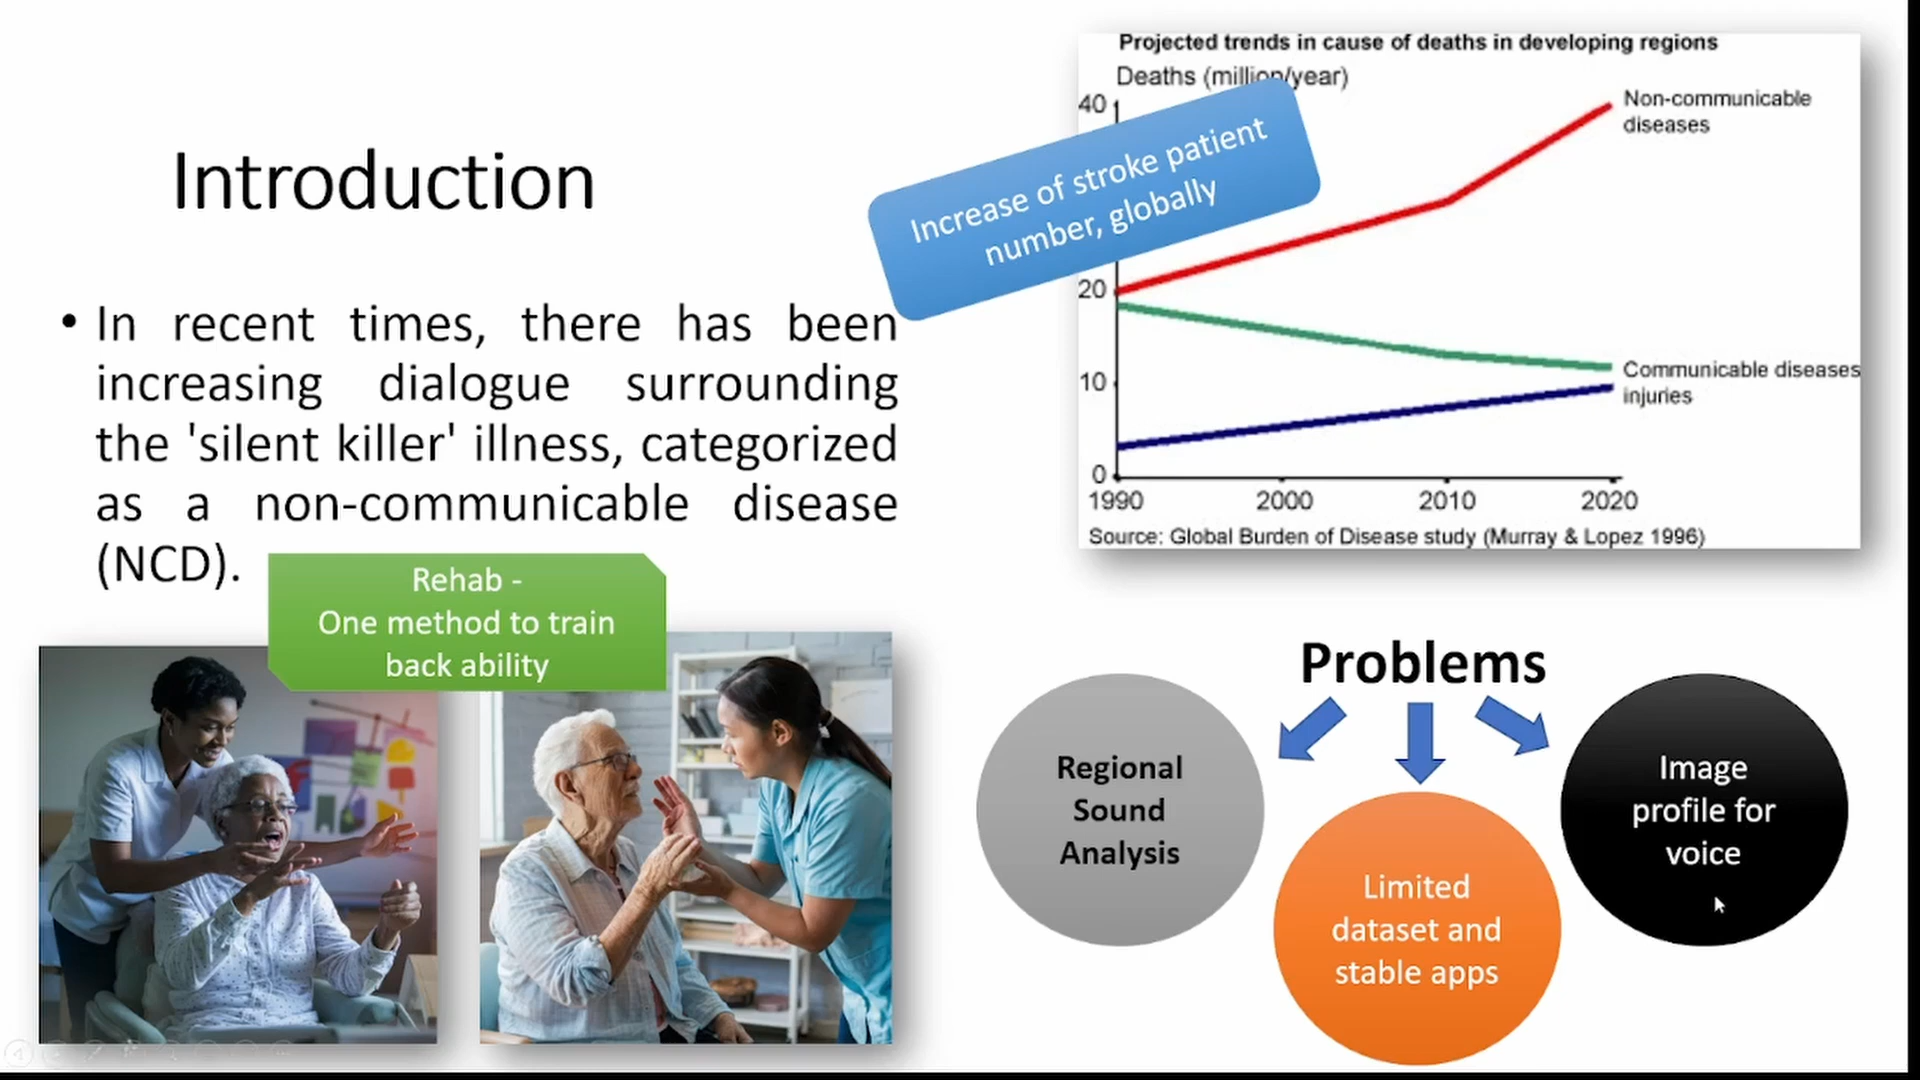 Introduction
• In recent times, there has been
increasing dialogue surrounding
the 'silent killer' illness, categorized
as a non-communicable disease
(NCD).
Rehab -
One method to train
back ability
Increase of stroke patient
number, globally
Projected trends in cause of deaths in developing regions
Deaths (million/year)
40
20
10
0
1990 2000 2010 2020
Non-communicable
diseases
Communicable diseases
injuries
Source: Global Burden of Disease study (Murray & Lopez 1996)
Problems
Regional
Sound
Analysis
Limited
dataset and
stable apps
Image
profile for
voice